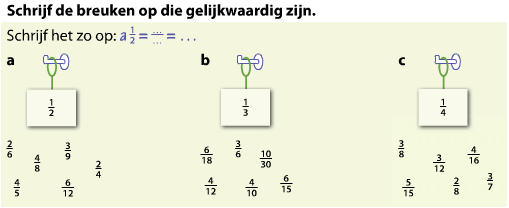 Schrijf de breuken op die gelijkwaardig zijn.
Schrijf het zo op: a 1/2 = .../... = ...
a b c
1/2 1/3 1/4
2/6 3/9 4/8 2/4 4/5 6/12
6/18 3/6 10/30 4/12 4/10 6/15
3/8 3/12 4/16 5/15 2/8 3/7